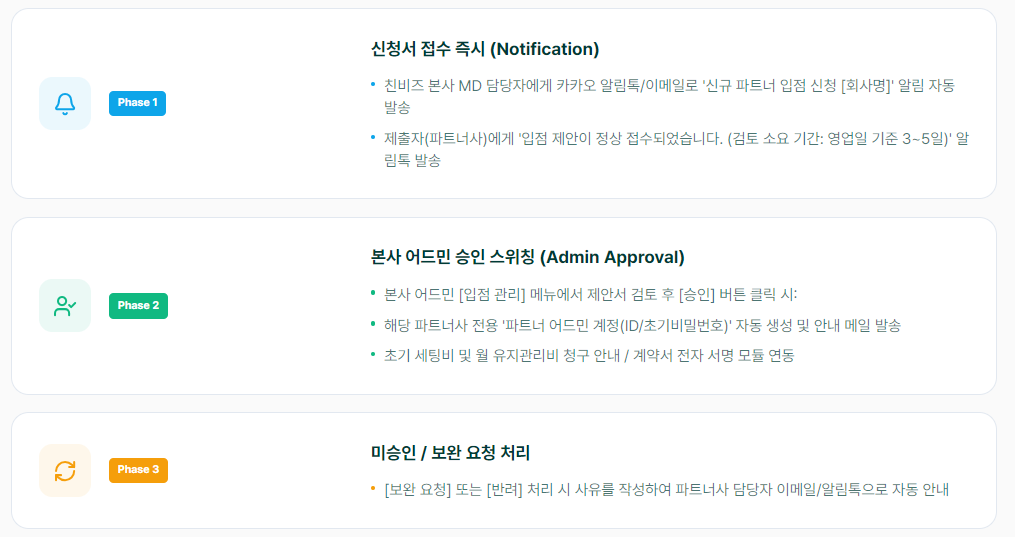 Phase 1
신청서 접수 즉시 (Notification)
• 친비즈 본사 MD 담당자에게 카카오 알림톡/이메일로 '신규 파트너 입점 신청 [회사명]' 알림 자동
발송
• 제출자(파트너사)에게 '입점 제안이 정상 접수되었습니다. (검토 소요 기간: 영업일 기준 3~5일)' 알
림톡 발송
Phase 2
본사 어드민 승인 스위칭 (Admin Approval)
• 본사 어드민 [입점 관리] 메뉴에서 제안서 검토 후 [승인] 버튼 클릭 시:
• 해당 파트너사 전용 '파트너 어드민 계정(ID/초기비밀번호)' 자동 생성 및 안내 메일 발송
• 초기 세팅비 및 월 유지관리비 청구 안내 / 계약서 전자 서명 모듈 연동
Phase 3
미승인 / 보완 요청 처리
• [보완 요청] 또는 [반려] 처리 시 사유를 작성하여 파트너사 담당자 이메일/알림톡으로 자동 안내